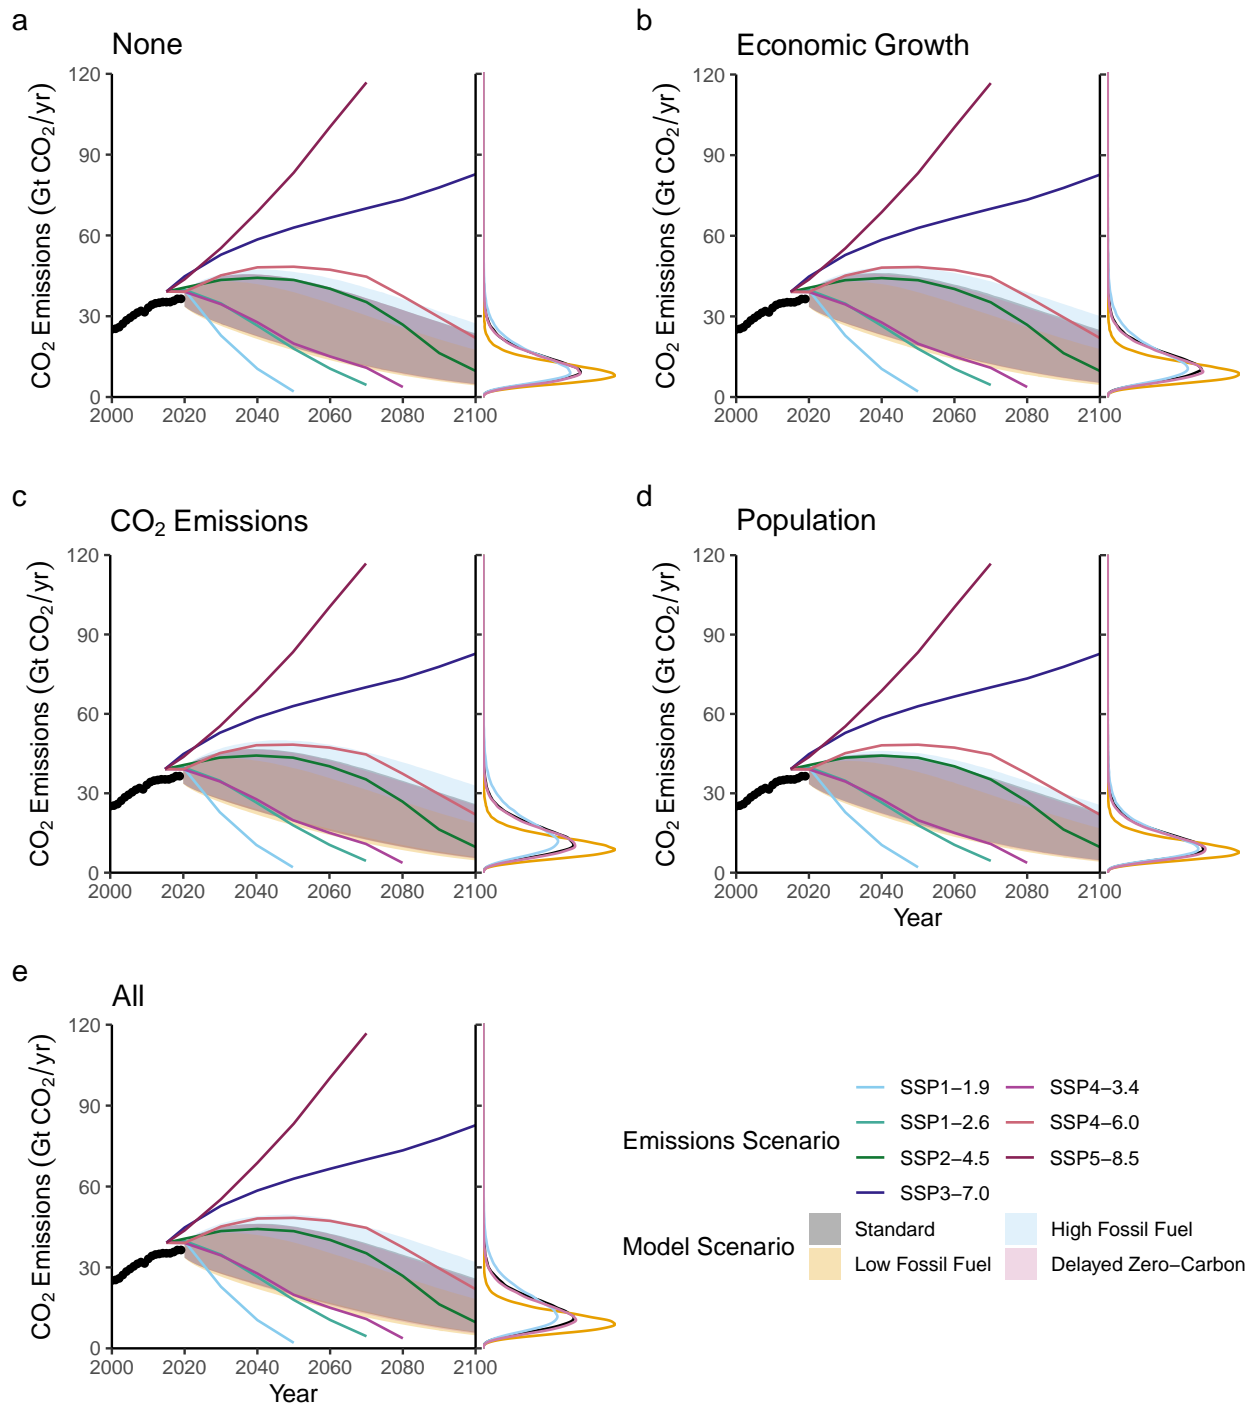 a
None
CO₂ Emissions (Gt CO₂/yr)
120
90
60
30
0
2000 2020 2040 2060 2080 2100
b
Economic Growth
CO₂ Emissions (Gt CO₂/yr)
120
90
60
30
0
2000 2020 2040 2060 2080 2100
c
CO₂ Emissions
CO₂ Emissions (Gt CO₂/yr)
120
90
60
30
0
2000 2020 2040 2060 2080 2100
d
Population
CO₂ Emissions (Gt CO₂/yr)
120
90
60
30
0
2000 2020 2040 2060 2080 2100
Year
e
All
CO₂ Emissions (Gt CO₂/yr)
120
90
60
30
0
2000 2020 2040 2060 2080 2100
Year
Emissions Scenario
SSP1−1.9
SSP1−2.6
SSP2−4.5
SSP3−7.0
SSP4−3.4
SSP4−6.0
SSP5−8.5
Model Scenario
Standard
Low Fossil Fuel
High Fossil Fuel
Delayed Zero−Carbon